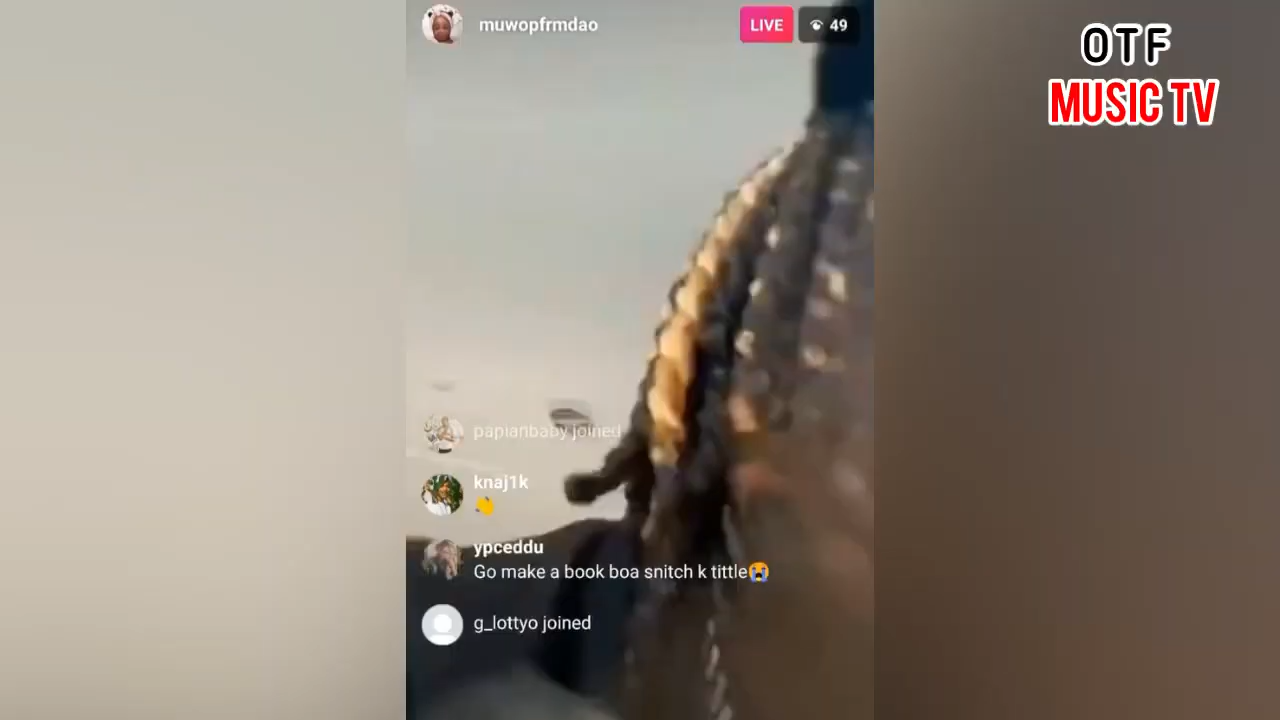 muwopfrmdao
LIVE
49
OTF
MUSIC TV
papianbaby joined
knaj1k
ypceddu
Go make a book boa snitch k tittle😭
g_lottyo joined